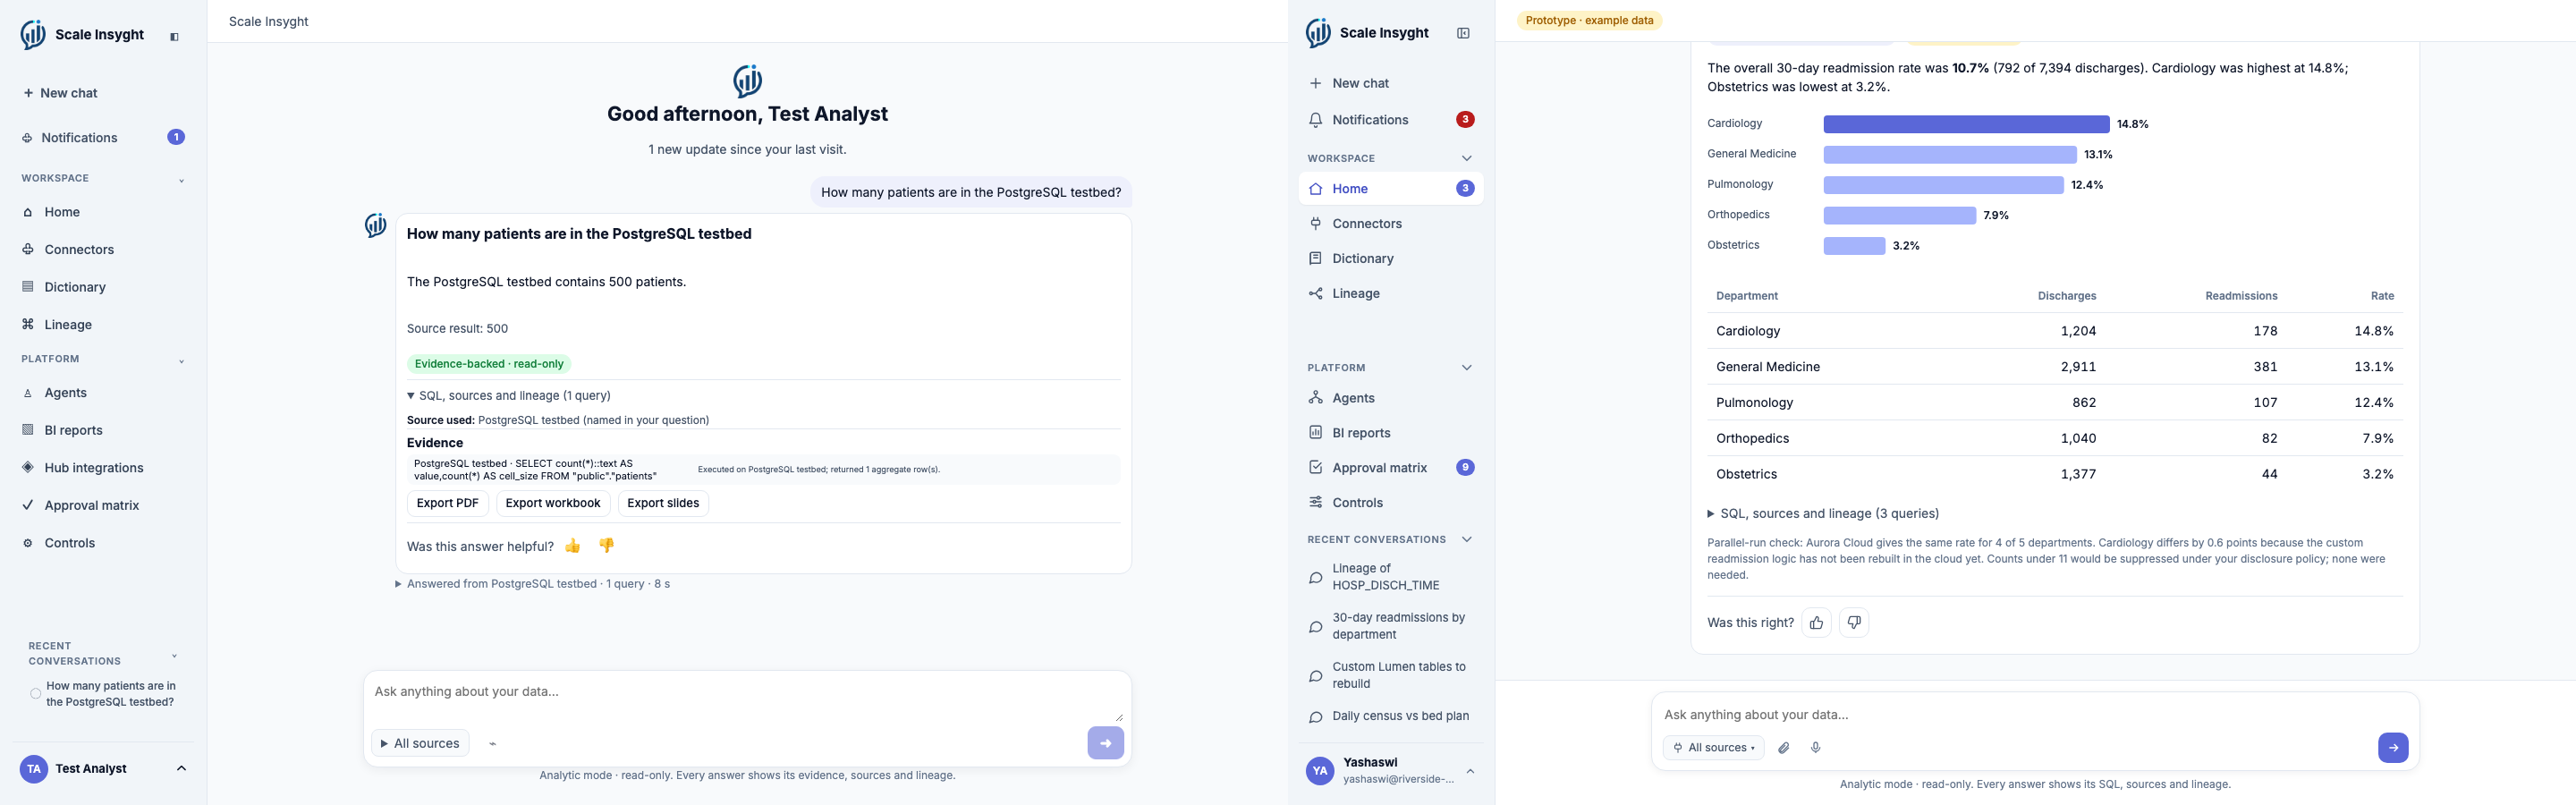 Scale Insyght
New chat
Notifications 1
WORKSPACE
Home
Connectors
Dictionary
Lineage
PLATFORM
Agents
BI reports
Hub integrations
Approval matrix
Controls
RECENT
CONVERSATIONS
How many patients are in
the PostgreSQL testbed?
TA Test Analyst
Scale Insyght
Good afternoon, Test Analyst
1 new update since your last visit.
How many patients are in the PostgreSQL testbed?
How many patients are in the PostgreSQL testbed
The PostgreSQL testbed contains 500 patients.
Source result: 500
Evidence-backed · read-only
SQL, sources and lineage (1 query)
Source used: PostgreSQL testbed (named in your question)
Evidence
PostgreSQL testbed · SELECT count(*)::text AS
value,count(*) AS cell_size FROM "public"."patients"
Executed on PostgreSQL testbed; returned 1 aggregate row(s).
Export PDF Export workbook Export slides
Was this answer helpful?
Answered from PostgreSQL testbed · 1 query · 8 s
Ask anything about your data...
All sources
Analytic mode · read-only. Every answer shows its evidence, sources and lineage.
Scale Insyght
New chat
Notifications 3
WORKSPACE
Home 3
Connectors
Dictionary
Lineage
PLATFORM
Agents
BI reports
Approval matrix 9
Controls
RECENT CONVERSATIONS
Lineage of
HOSP_DISCH_TIME
30-day readmissions by
department
Custom Lumen tables to
rebuild
Daily census vs bed plan
YA Yashaswi
yashaswi@riverside-...
Prototype · example data
The overall 30-day readmission rate was 10.7% (792 of 7,394 discharges). Cardiology was highest at 14.8%;
Obstetrics was lowest at 3.2%.
Cardiology 14.8%
General Medicine 13.1%
Pulmonology 12.4%
Orthopedics 7.9%
Obstetrics 3.2%
Department Discharges Readmissions Rate
Cardiology 1,204 178 14.8%
General Medicine 2,911 381 13.1%
Pulmonology 862 107 12.4%
Orthopedics 1,040 82 7.9%
Obstetrics 1,377 44 3.2%
SQL, sources and lineage (3 queries)
Parallel-run check: Aurora Cloud gives the same rate for 4 of 5 departments. Cardiology differs by 0.6 points because the custom
readmission logic has not been rebuilt in the cloud yet. Counts under 11 would be suppressed under your disclosure policy; none were
needed.
Was this right?
Ask anything about your data...
All sources
Analytic mode · read-only. Every answer shows its SQL, sources and lineage.